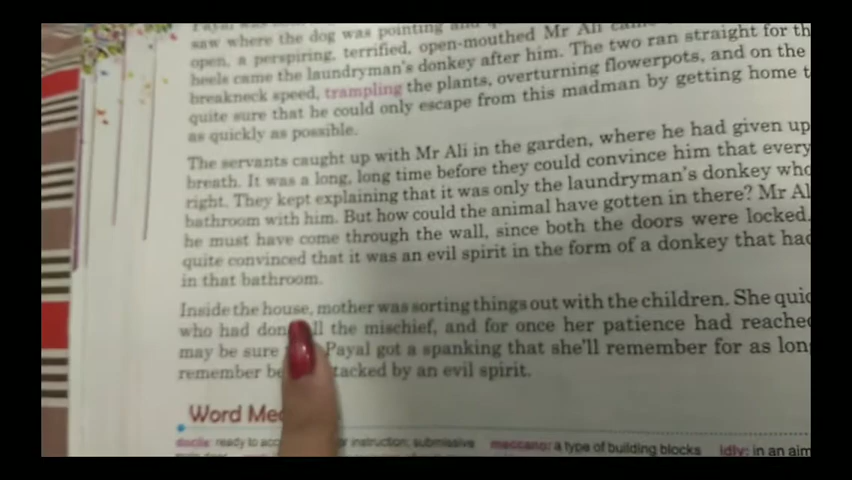 saw where the dog was pointing and
open, a perspiring, terrified, open-mouthed Mr Ali
heels came the laundryman's donkey after him. The two ran straight for th
breakneck speed, trampling the plants, overturning flowerpots, and on the
quite sure that he could only escape from this madman by getting home t
as quickly as possible.
The servants caught up with Mr Ali in the garden, where he had given up
breath. It was a long, long time before they could convince him that every
right. They kept explaining that it was only the laundryman's donkey who
bathroom with him. But how could the animal have gotten in there? Mr Al
he must have come through the wall, since both the doors were locked.
quite convinced that it was an evil spirit in the form of a donkey that had
in that bathroom.
Inside the house, mother was sorting things out with the children. She quic
who had don ll the mischief, and for once her patience had reached
may be sure Payal got a spanking that she'll remember for as lon
remember be tacked by an evil spirit.
Word Me
docile: ready to acc r instruction; submissive meccano: a type of building blocks idly: in an aim